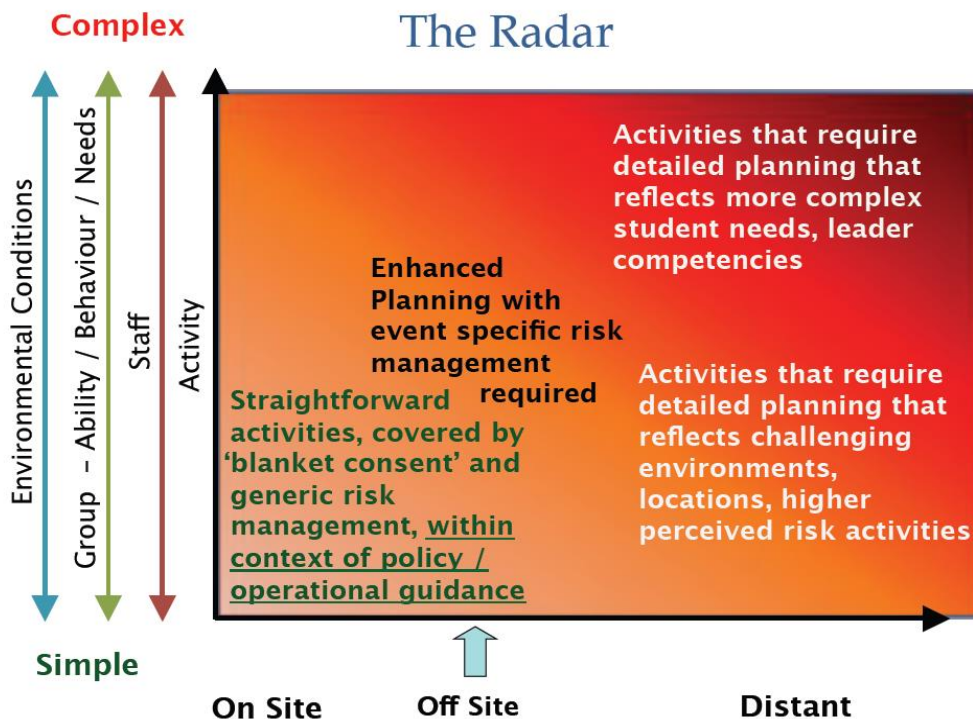 The Radar
Complex
Environmental Conditions
Group - Ability / Behaviour / Needs
Staff
Activity
Activities that require
detailed planning that
reflects more complex
student needs, leader
competencies
Enhanced
Planning with
event specific risk
management
required
Activities that require
detailed planning that
reflects challenging
environments,
locations, higher
perceived risk activities
Straightforward
activities, covered by
‘blanket consent’ and
generic risk
management, within
context of policy /
operational guidance
Simple
On Site
Off Site
Distant